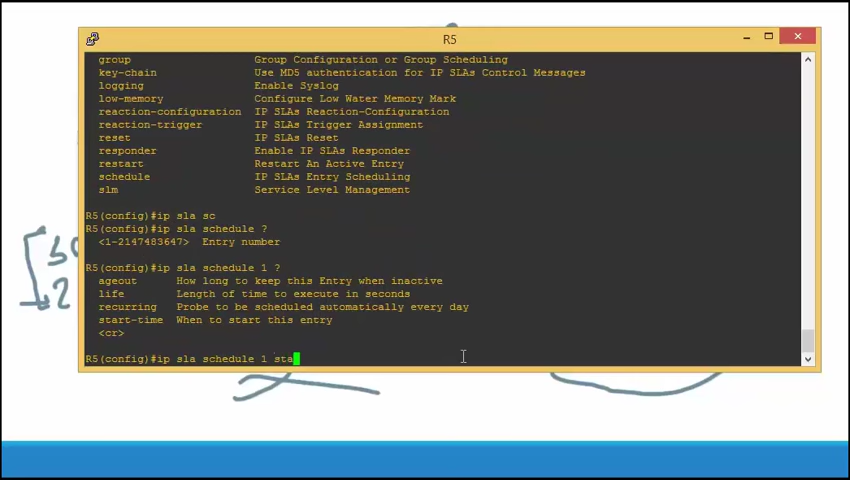 R5
group Group Configuration or Group Scheduling
key-chain Use MD5 authentication for IP SLAs Control Messages
logging Enable Syslog
low-memory Configure Low Water Memory Mark
reaction-configuration IP SLAs Reaction-Configuration
reaction-trigger IP SLAs Trigger Assignment
reset IP SLAs Reset
responder Enable IP SLAs Responder
restart Restart An Active Entry
schedule IP SLAs Entry Scheduling
slm Service Level Management
R5(config)#ip sla sc
R5(config)#ip sla schedule ?
<1-2147483647> Entry number
R5(config)#ip sla schedule 1 ?
ageout How long to keep this Entry when inactive
life Length of time to execute in seconds
recurring Probe to be scheduled automatically every day
start-time When to start this entry
<cr>
R5(config)#ip sla schedule 1 sta